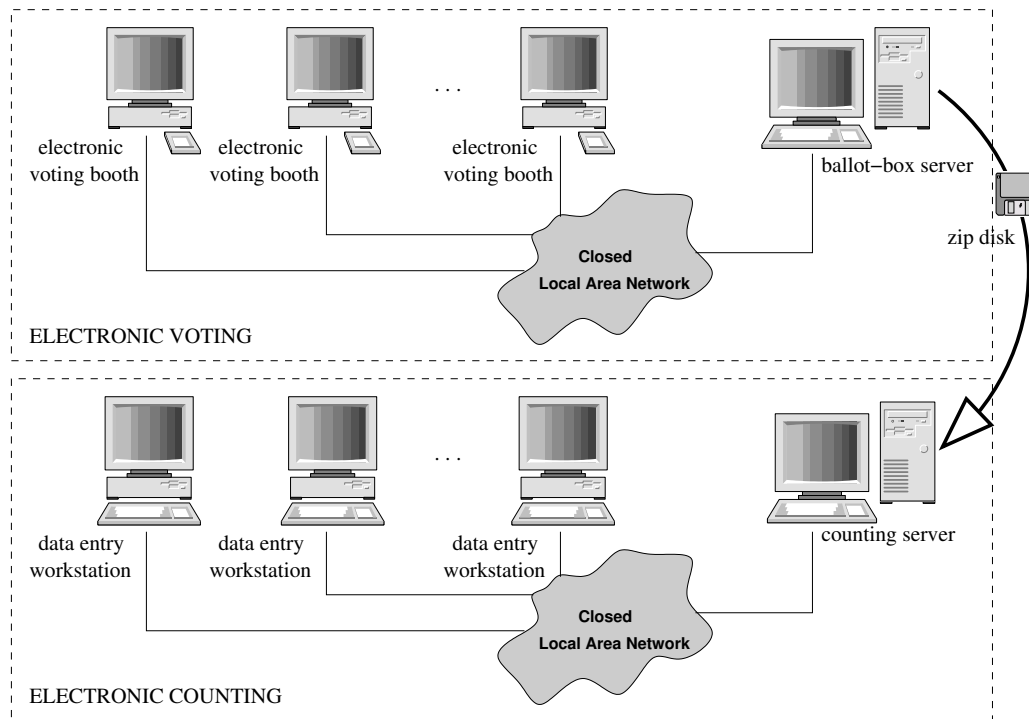 . . .
electronic
voting booth
electronic
voting booth
electronic
voting booth
ballot−box server
zip disk
Closed
Local Area Network
ELECTRONIC VOTING
. . .
data entry
workstation
data entry
workstation
data entry
workstation
counting server
Closed
Local Area Network
ELECTRONIC COUNTING